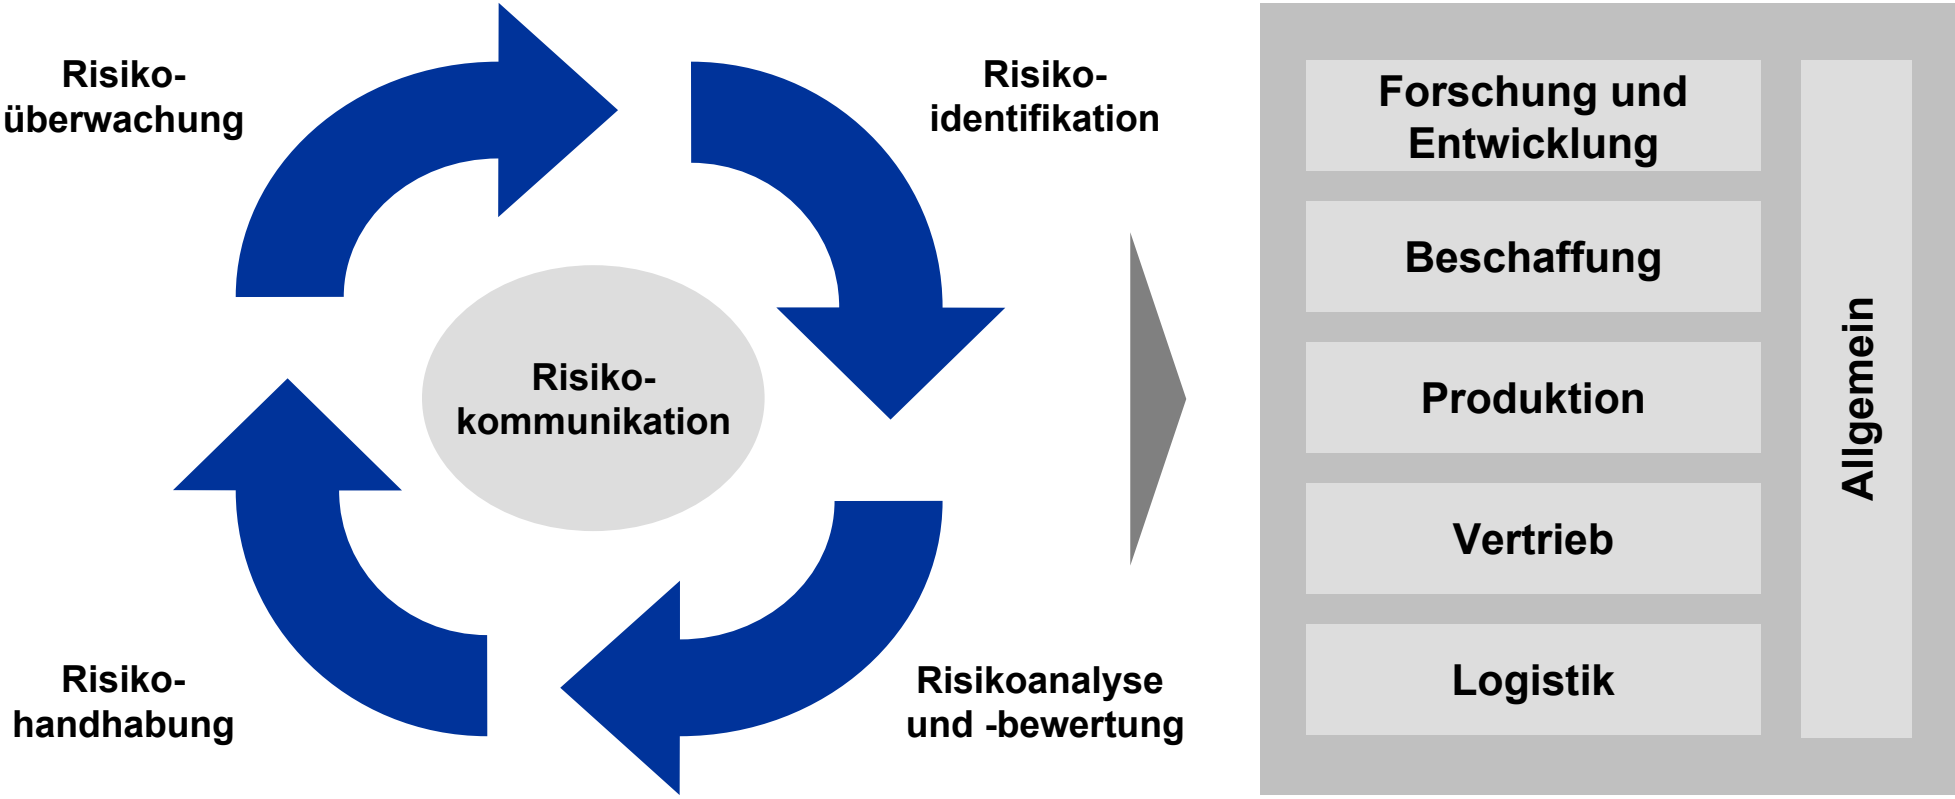 Risiko-
überwachung
Risiko-
identifikation
Risiko-
kommunikation
Risiko-
handhabung
Risikoanalyse
und -bewertung
Forschung und
Entwicklung
Beschaffung
Produktion
Vertrieb
Logistik
Allgemein